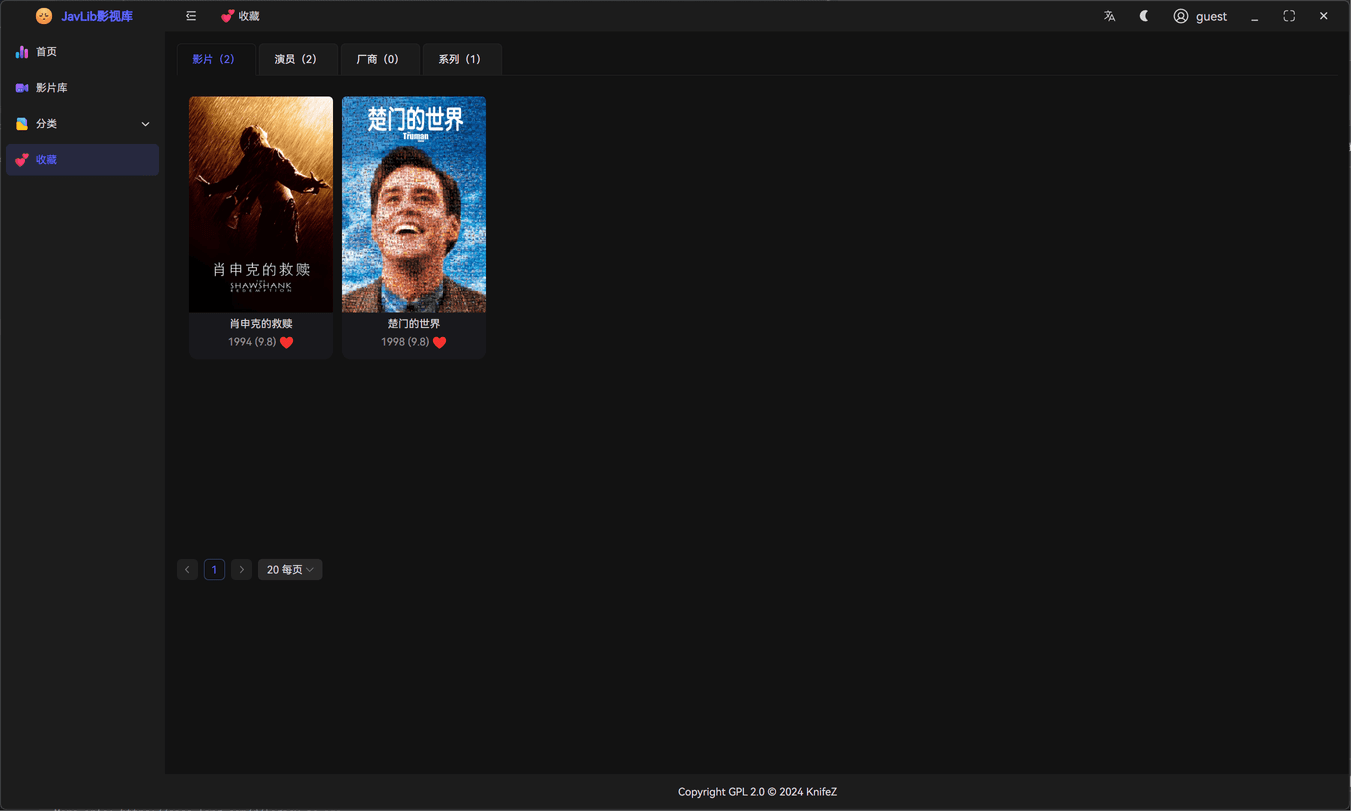 JavLib影视库
收藏
guest
首页
影片库
分类
收藏
影片（2）
演员（2）
厂商（0）
系列（1）
肖申克的救赎
THE
SHAWSHANK
REDEMPTION
肖申克的救赎
1994 (9.8)
楚门的世界
The
Truman
楚门的世界
1998 (9.8)
1
20 每页
Copyright GPL 2.0 © 2024 KnifeZ